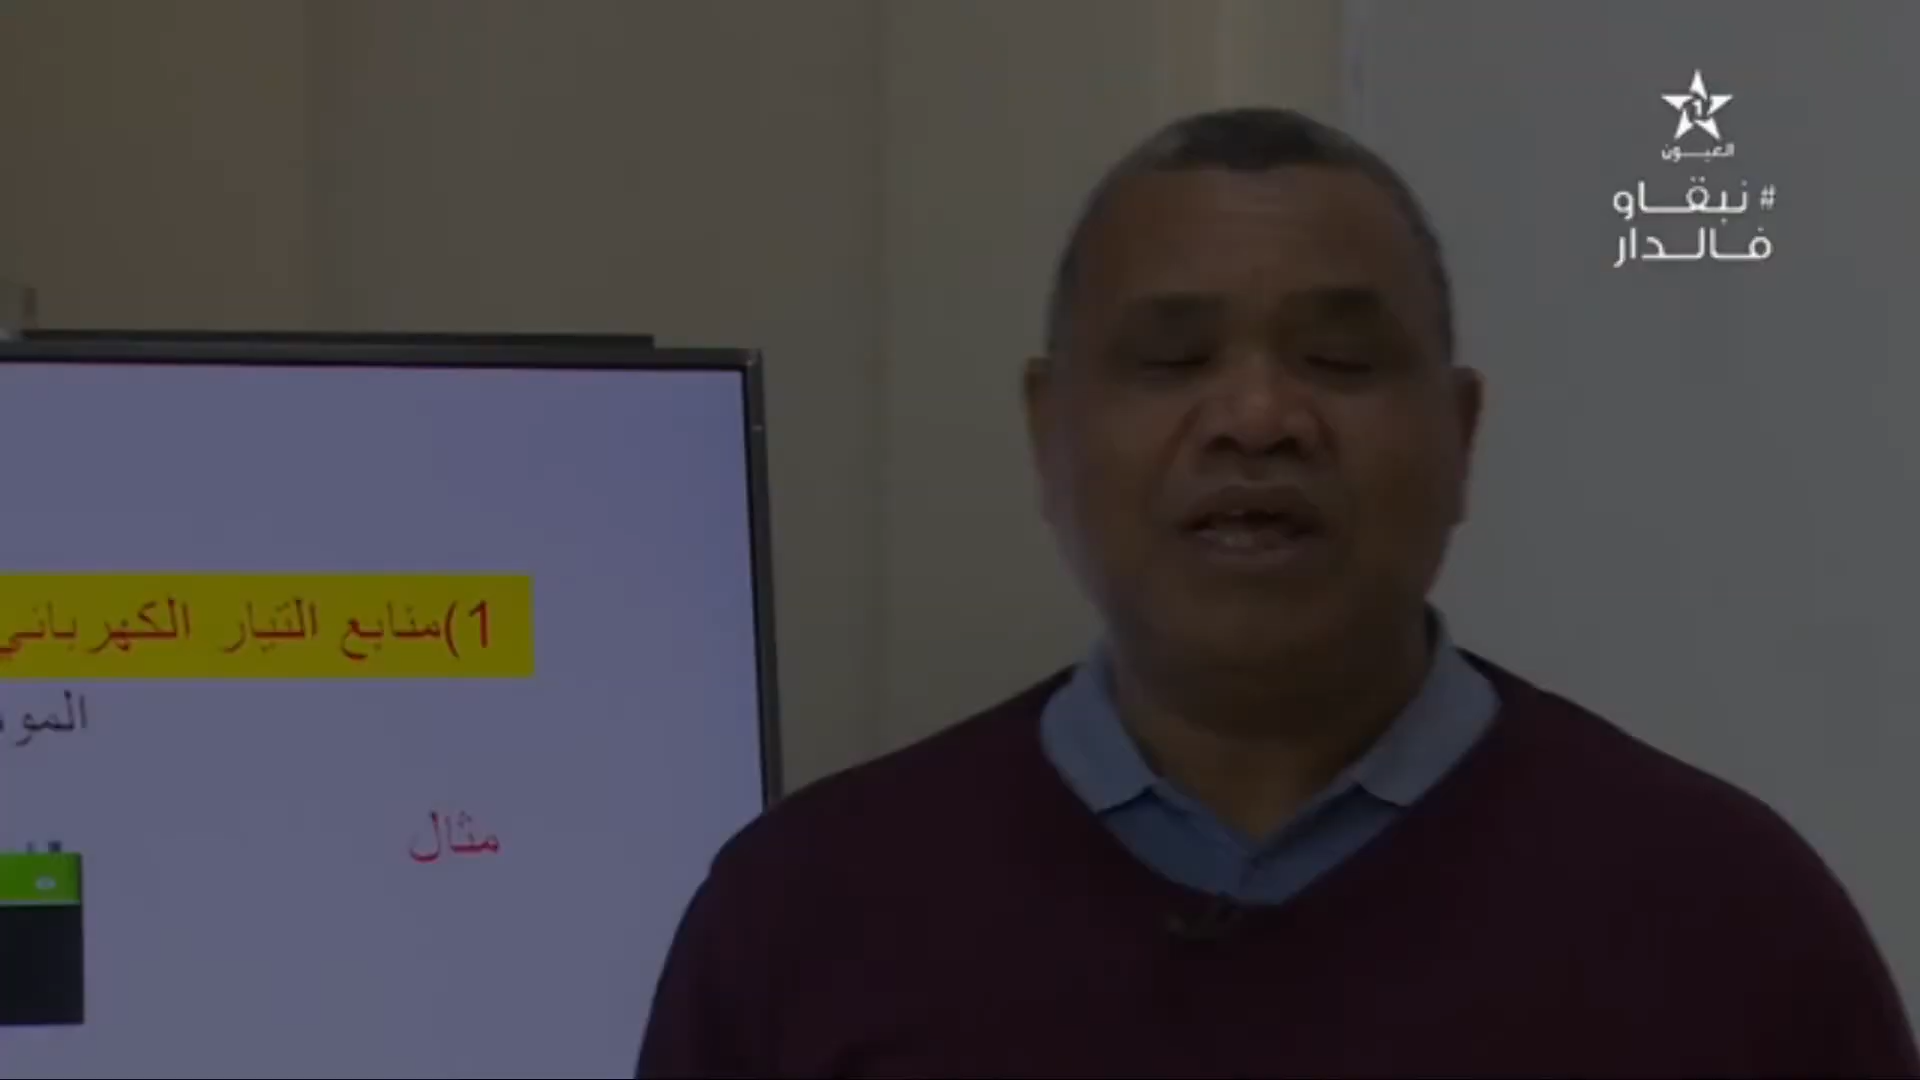 العيون
# نبقاو
فالدار
1)منابع التيار الكهربائي
مثال